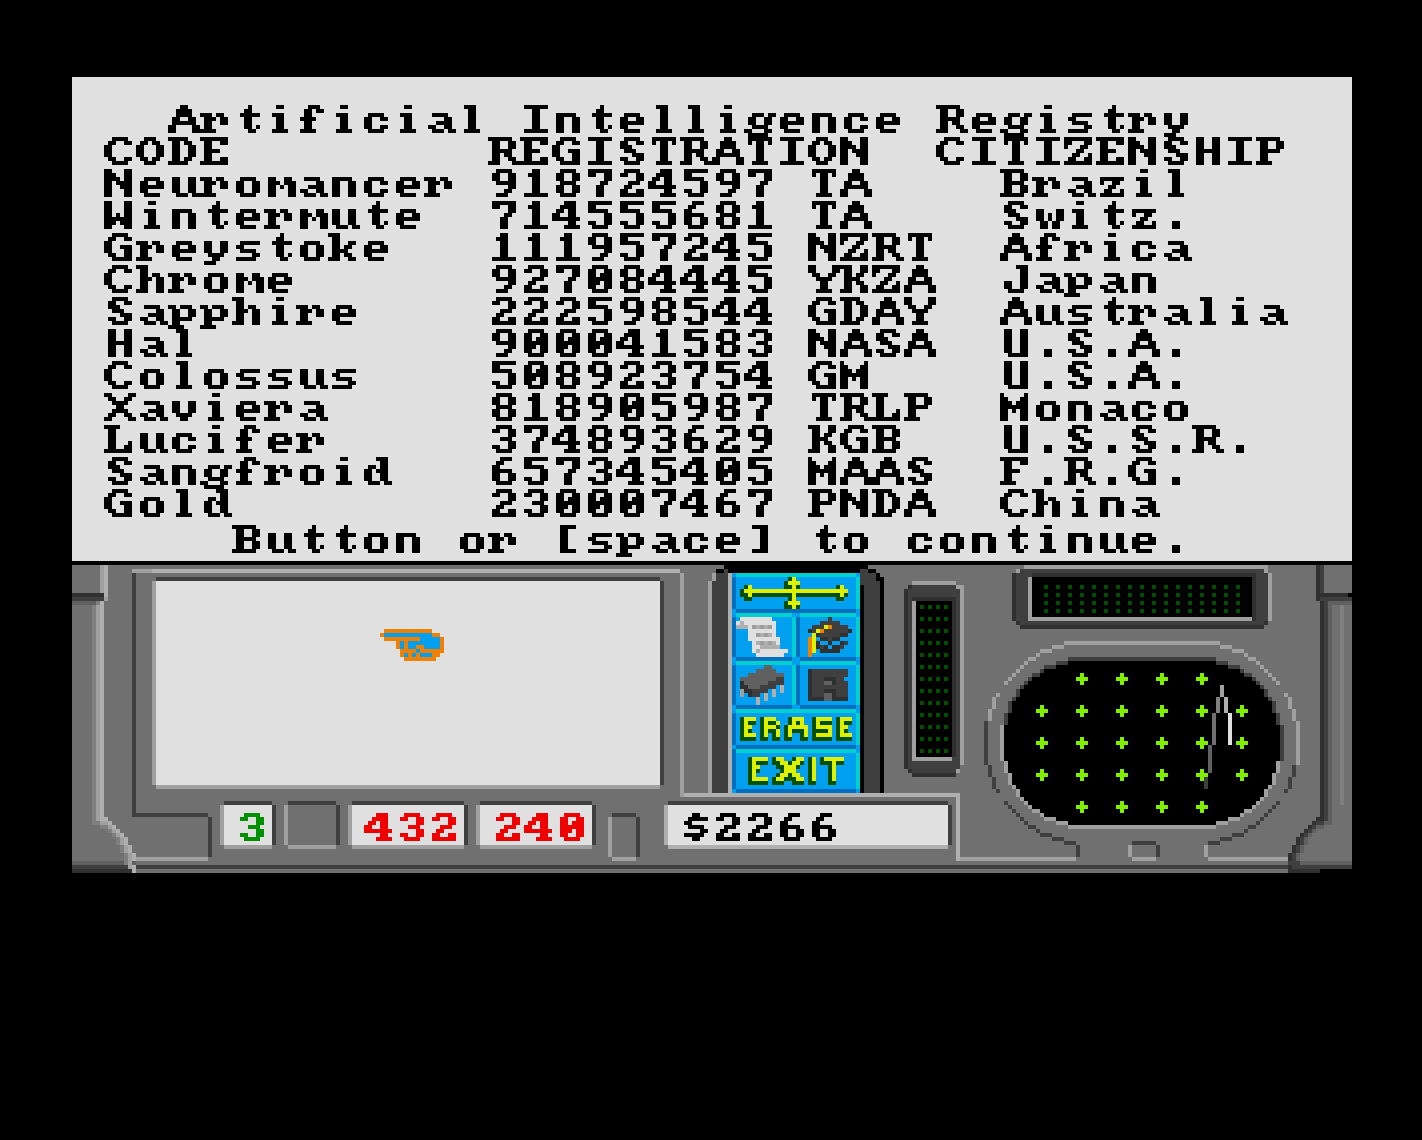 Artificial Intelligence Registry
CODE REGISTRATION CITIZENSHIP
Neuromancer 918724597 TA Brazil
Wintermute 714555681 TA Switz.
Greystoke 111957245 NZRT Africa
Chrome 927084445 YKZA Japan
Sapphire 222598544 GDAY Australia
Hal 900041583 NASA U.S.A.
Colossus 508923754 GM U.S.A.
Xaviera 818905987 TRLP Monaco
Lucifer 374893629 KGB U.S.S.R.
Sangfroid 657345405 MAAS F.R.G.
Gold 230007467 PNDA China
Button or [space] to continue.
R
ERASE
EXIT
3 432 240 $2266